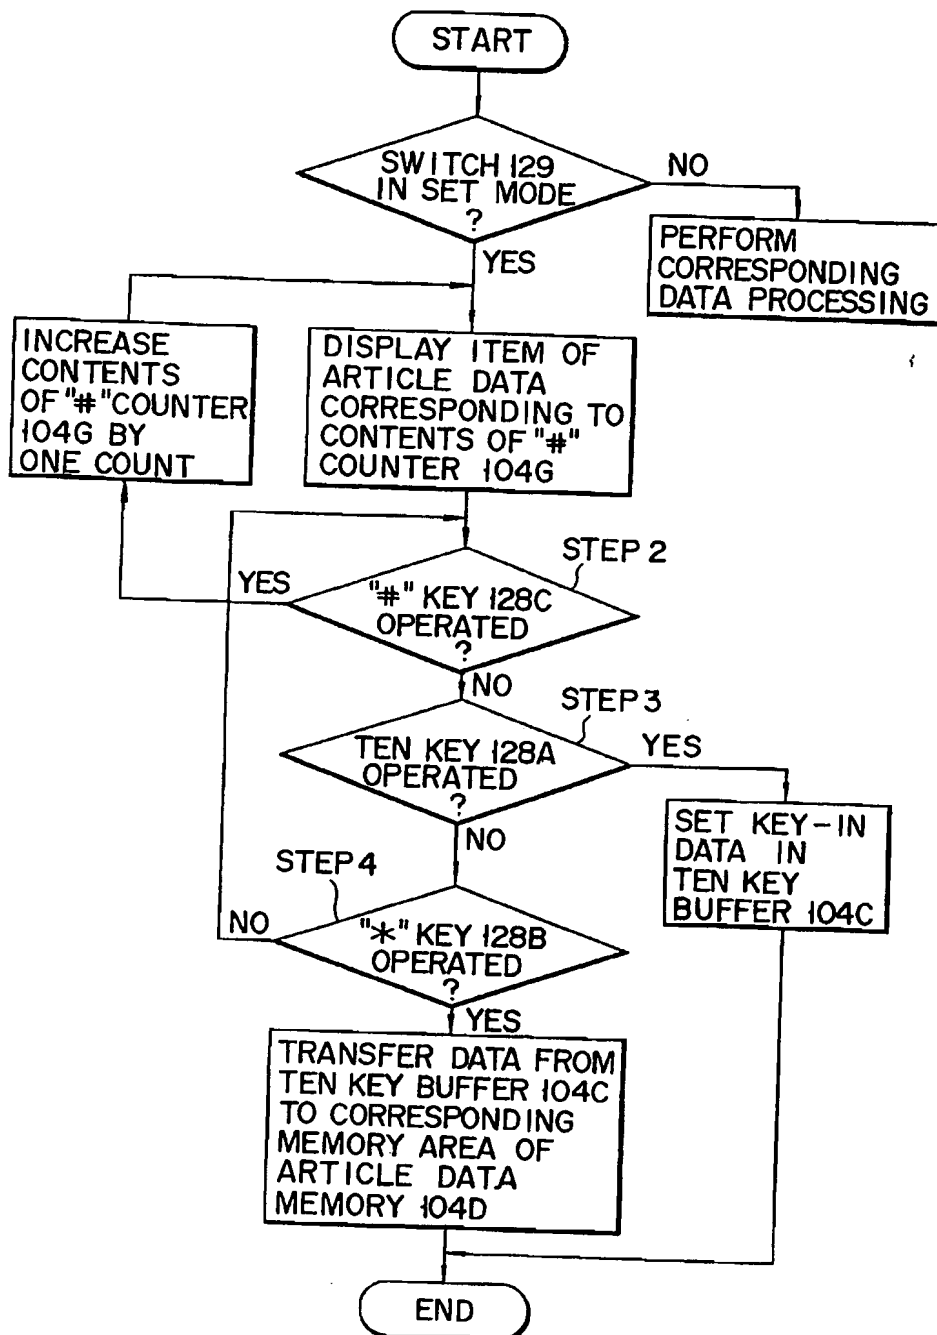 START
SWITCH 129
IN SET MODE
?
NO
YES
PERFORM
CORRESPONDING
DATA PROCESSING
INCREASE
CONTENTS
OF "#" COUNTER
104G BY
ONE COUNT
DISPLAY ITEM OF
ARTICLE DATA
CORRESPONDING TO
CONTENTS OF "#"
COUNTER 104G
STEP 2
YES
"#" KEY 128C
OPERATED
?
NO
STEP 3
TEN KEY 128A
OPERATED
?
YES
NO
SET KEY-IN
DATA IN
TEN KEY
BUFFER 104C
STEP 4
NO
"*" KEY 128B
OPERATED
?
YES
TRANSFER DATA FROM
TEN KEY BUFFER 104C
TO CORRESPONDING
MEMORY AREA OF
ARTICLE DATA
MEMORY 104D
END